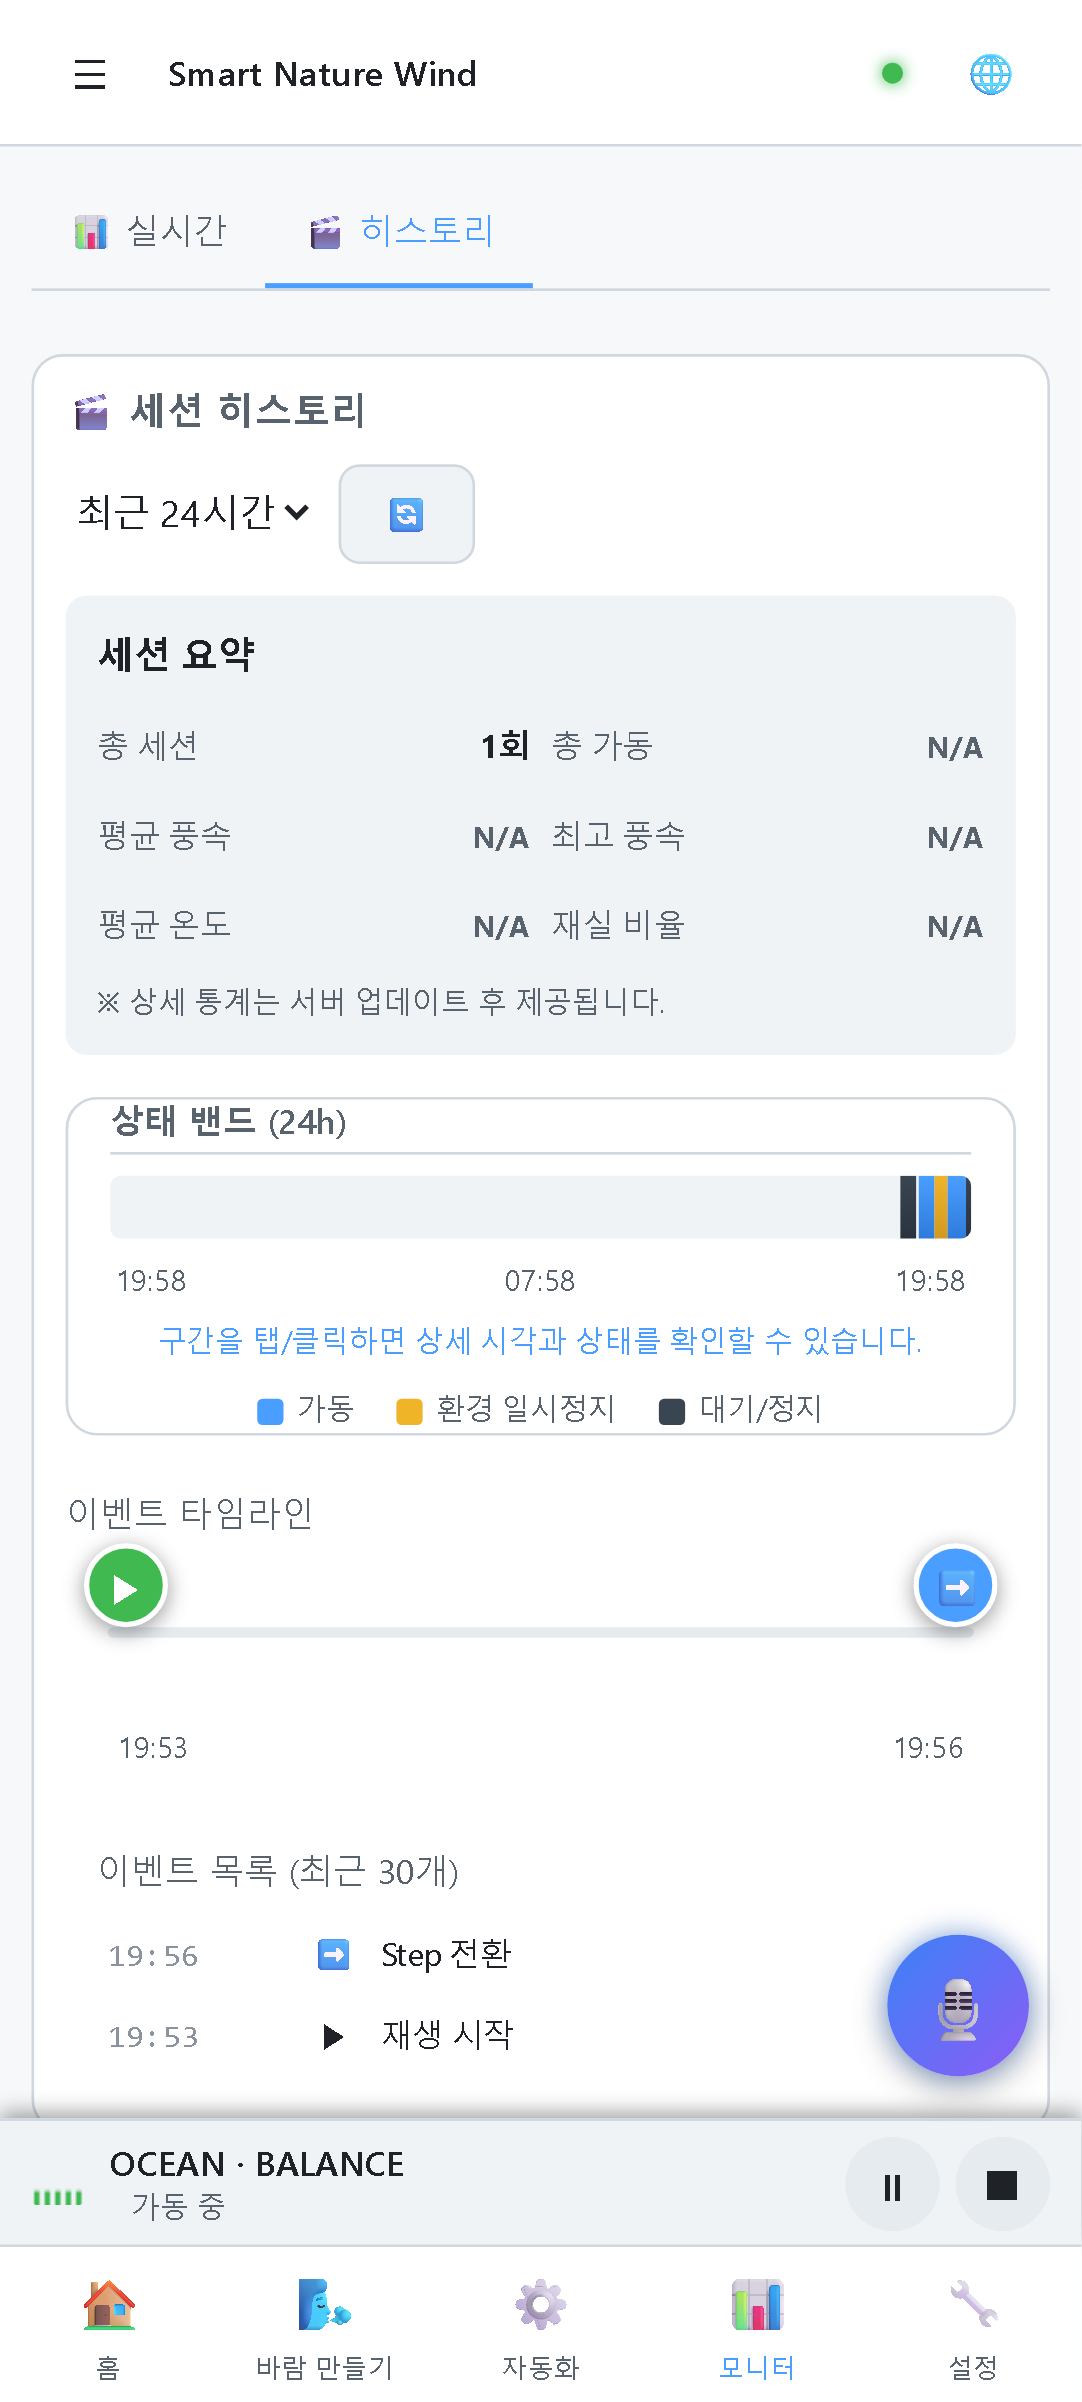 Smart Nature Wind
실시간
히스토리
세션 히스토리
최근 24시간
세션 요약
총 세션 1회 총 가동 N/A
평균 풍속 N/A 최고 풍속 N/A
평균 온도 N/A 재실 비율 N/A
※ 상세 통계는 서버 업데이트 후 제공됩니다.
상태 밴드 (24h)
19:58 07:58 19:58
구간을 탭/클릭하면 상세 시각과 상태를 확인할 수 있습니다.
가동 환경 일시정지 대기/정지
이벤트 타임라인
19:53 19:56
이벤트 목록 (최근 30개)
19:56 Step 전환
19:53 재생 시작
OCEAN · BALANCE
가동 중
홈 바람 만들기 자동화 모니터 설정